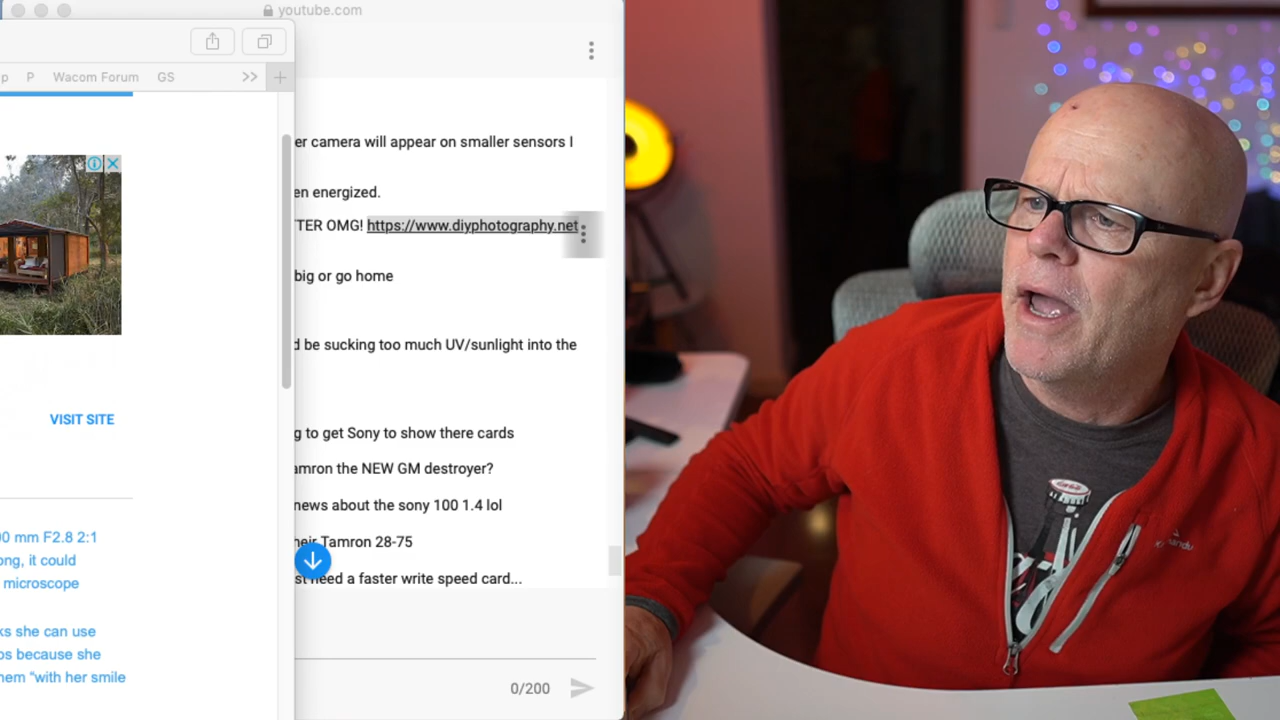 youtube.com
p P Wacom Forum GS >>
er camera will appear on smaller sensors I
en energized.
TER OMG! https://www.diyphotography.net
big or go home
d be sucking too much UV/sunlight into the
VISIT SITE
g to get Sony to show there cards
amron the NEW GM destroyer?
news about the sony 100 1.4 lol
heir Tamron 28-75
st need a faster write speed card...
00 mm F2.8 2:1
ong, it could
microscope
ks she can use
os because she
hem “with her smile
0/200